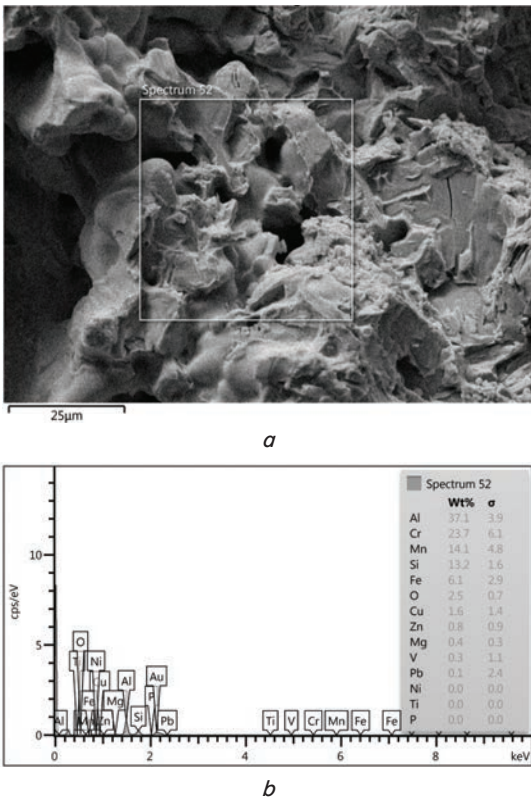 Spectrum 52
25μm
a
Spectrum 52
Wt% σ
Al 37.1 3.9
Cr 23.7 6.1
Mn 14.1 4.8
Si 13.2 1.6
Fe 6.1 2.9
O 2.5 0.7
Cu 1.6 1.4
Zn 0.8 0.9
Mg 0.4 0.3
V 0.3 1.1
Pb 0.1 2.4
Ni 0.0 0.0
Ti 0.0 0.0
P 0.0 0.0
cps/eV
10
5
0
O
Ti Ni
Cu Al Au
Fe Mg P
Al Mn Zn Si Pb Ti V Cr Mn Fe Fe
0 2 4 6 8 keV
b